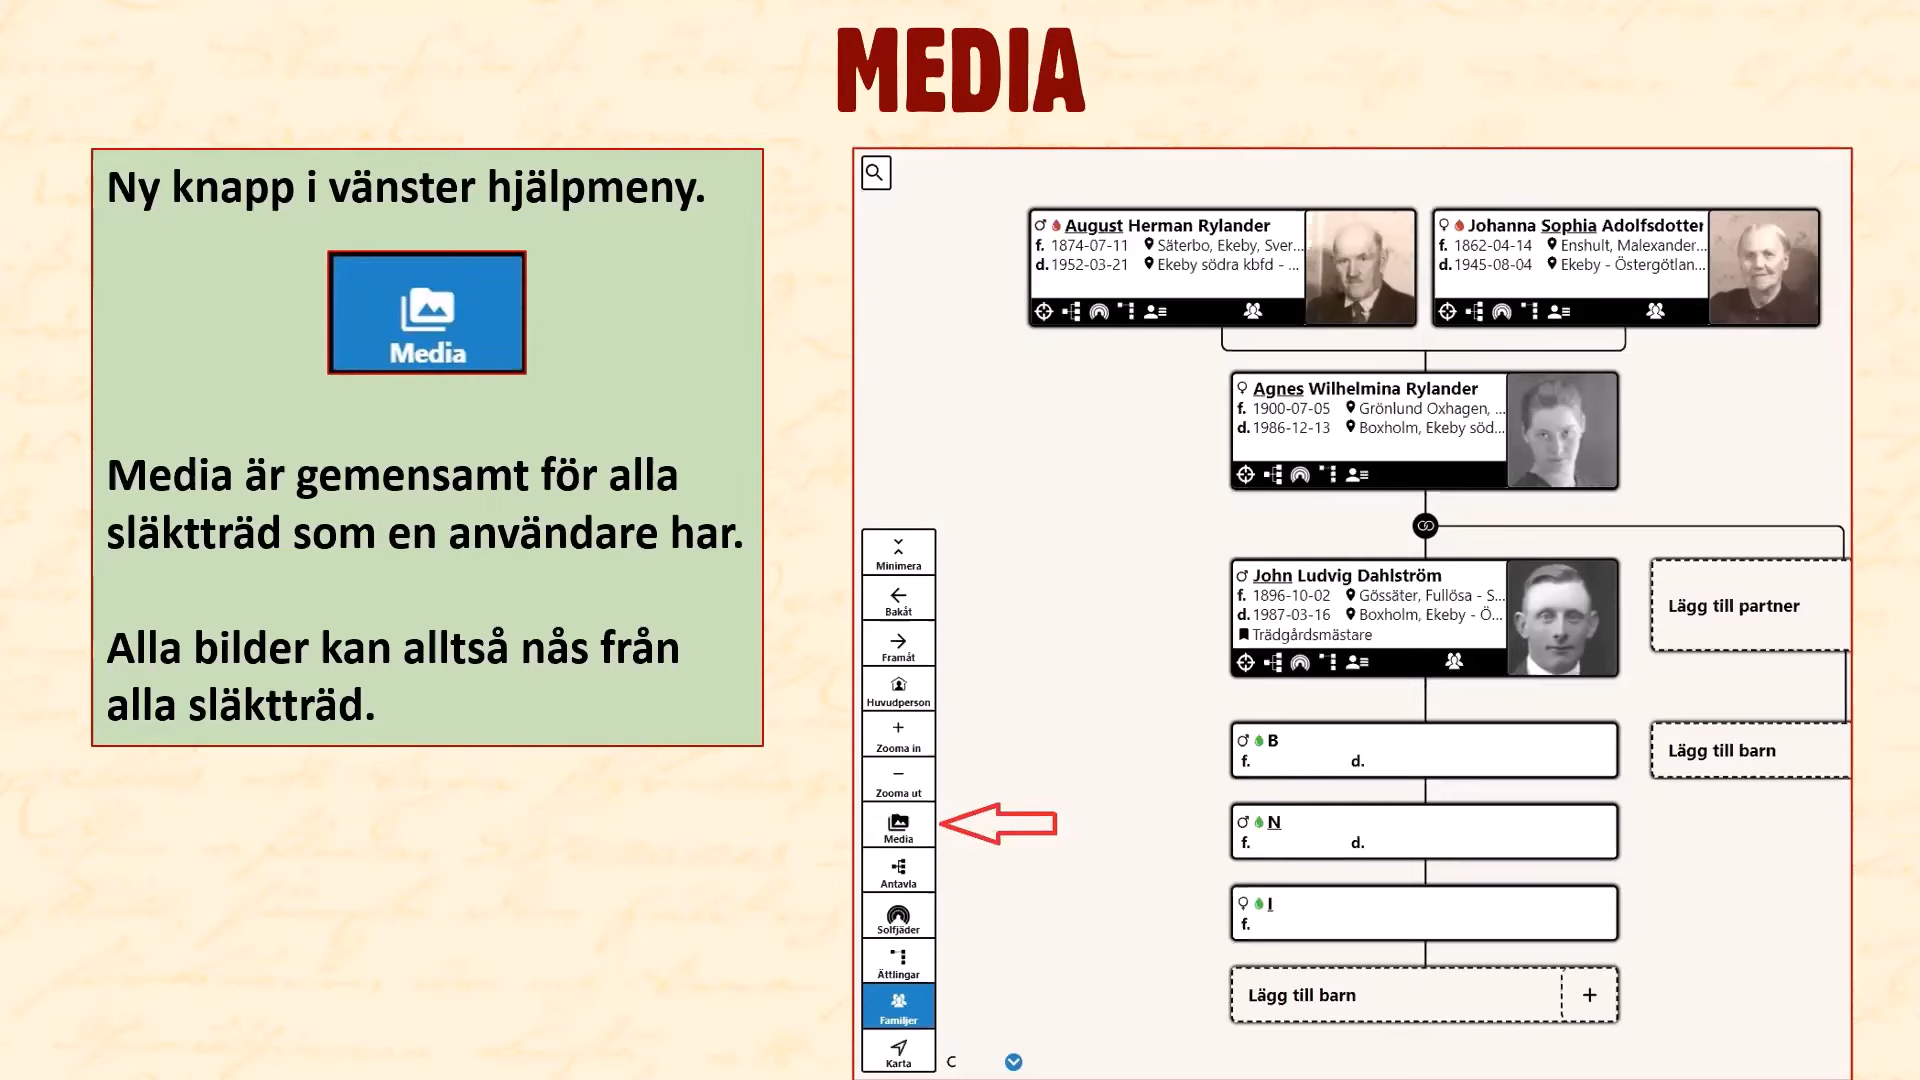 MEDIA
Ny knapp i vänster hjälpmeny.
Media
Media är gemensamt för alla
släktträd som en användare har.
Alla bilder kan alltså nås från
alla släktträd.
August Herman Rylander
f. 1874-07-11 Säterbo, Ekeby, Sver...
d. 1952-03-21 Ekeby södra kbfd - ...
Johanna Sophia Adolfsdotter
f. 1862-04-14 Enshult, Malexander...
d. 1945-08-04 Ekeby - Östergötlan...
Agnes Wilhelmina Rylander
f. 1900-07-05 Grönlund Oxhagen, ...
d. 1986-12-13 Boxholm, Ekeby söd...
John Ludvig Dahlström
f. 1896-10-02 Gössäter, Fullösa - S...
d. 1987-03-16 Boxholm, Ekeby - Ö...
Trädgårdsmästare
Lägg till partner
B
f. d.
Lägg till barn
N
f. d.
I
f.
Lägg till barn +
Minimera
Bakåt
Framåt
Huvudperson
Zooma in
Zooma ut
Media
Antavla
Solfjäder
Ättlingar
Familjer
Karta
C